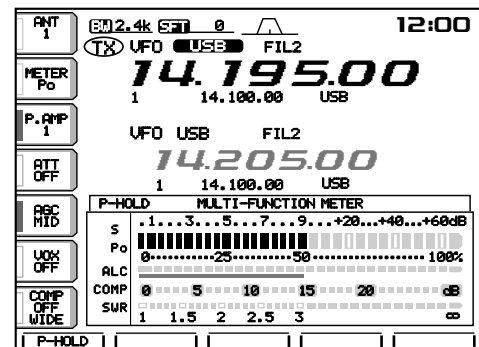 ANT
1
BW 2.4k SFT 0
12:00
TX VFO USB FIL2
METER
Po
14.195.00
1 14.100.00 USB
P.AMP
1
VFO USB FIL2
ATT
OFF
14.205.00
1 14.100.00 USB
AGC
MID
P-HOLD MULTI-FUNCTION METER
S .1...3...5...7...9...+20...+40...+60dB
Po
0 25 50 100%
VOX
OFF
ALC
COMP
OFF
WIDE
COMP 0 5 10 15 20 dB
SWR
1 1.5 2 2.5 3 ∞
P-HOLD